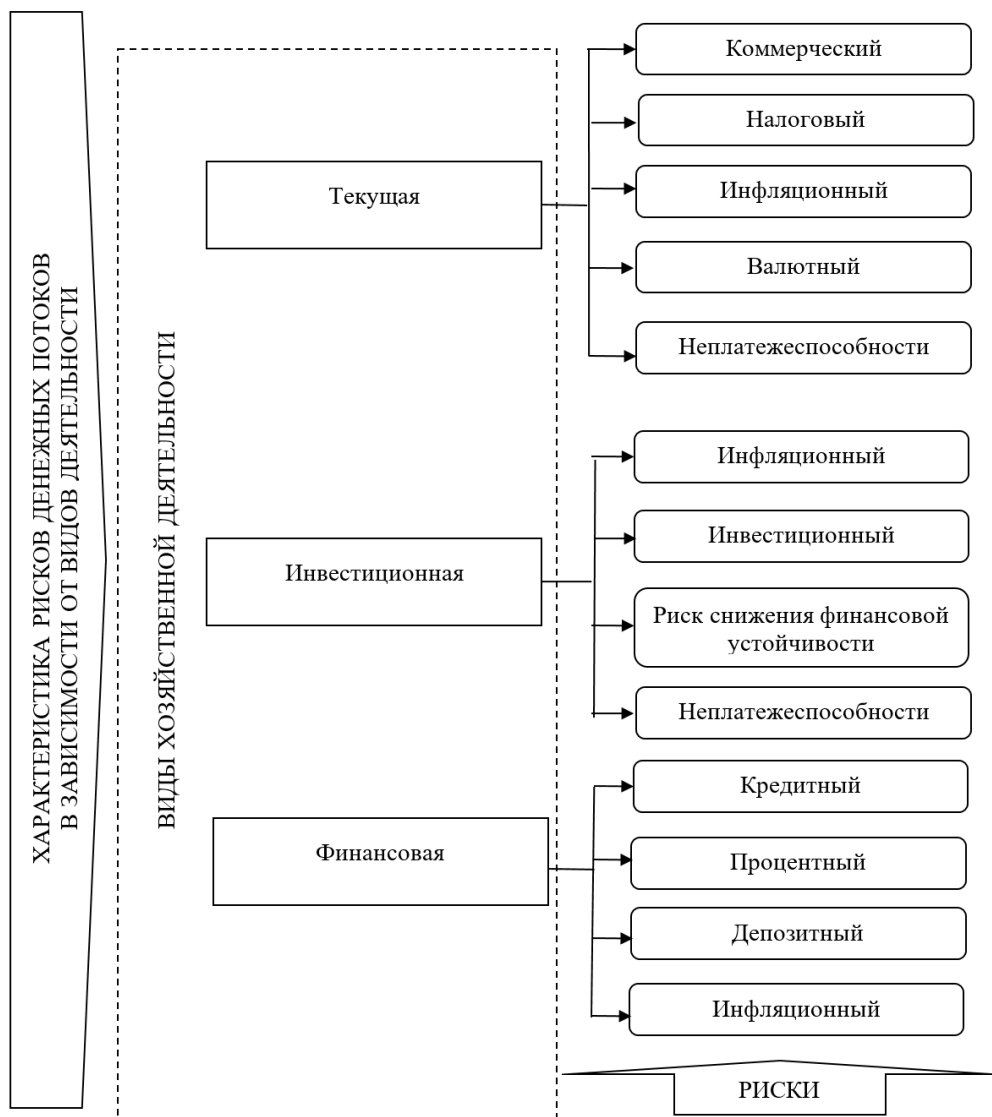 ХАРАКТЕРИСТИКА РИСКОВ ДЕНЕЖНЫХ ПОТОКОВ
В ЗАВИСИМОСТИ ОТ ВИДОВ ДЕЯТЕЛЬНОСТИ
ВИДЫ ХОЗЯЙСТВЕННОЙ ДЕЯТЕЛЬНОСТИ
Текущая
Коммерческий
Налоговый
Инфляционный
Валютный
Неплатежеспособности
Инвестиционная
Инфляционный
Инвестиционный
Риск снижения финансовой
устойчивости
Неплатежеспособности
Финансовая
Кредитный
Процентный
Депозитный
Инфляционный
РИСКИ